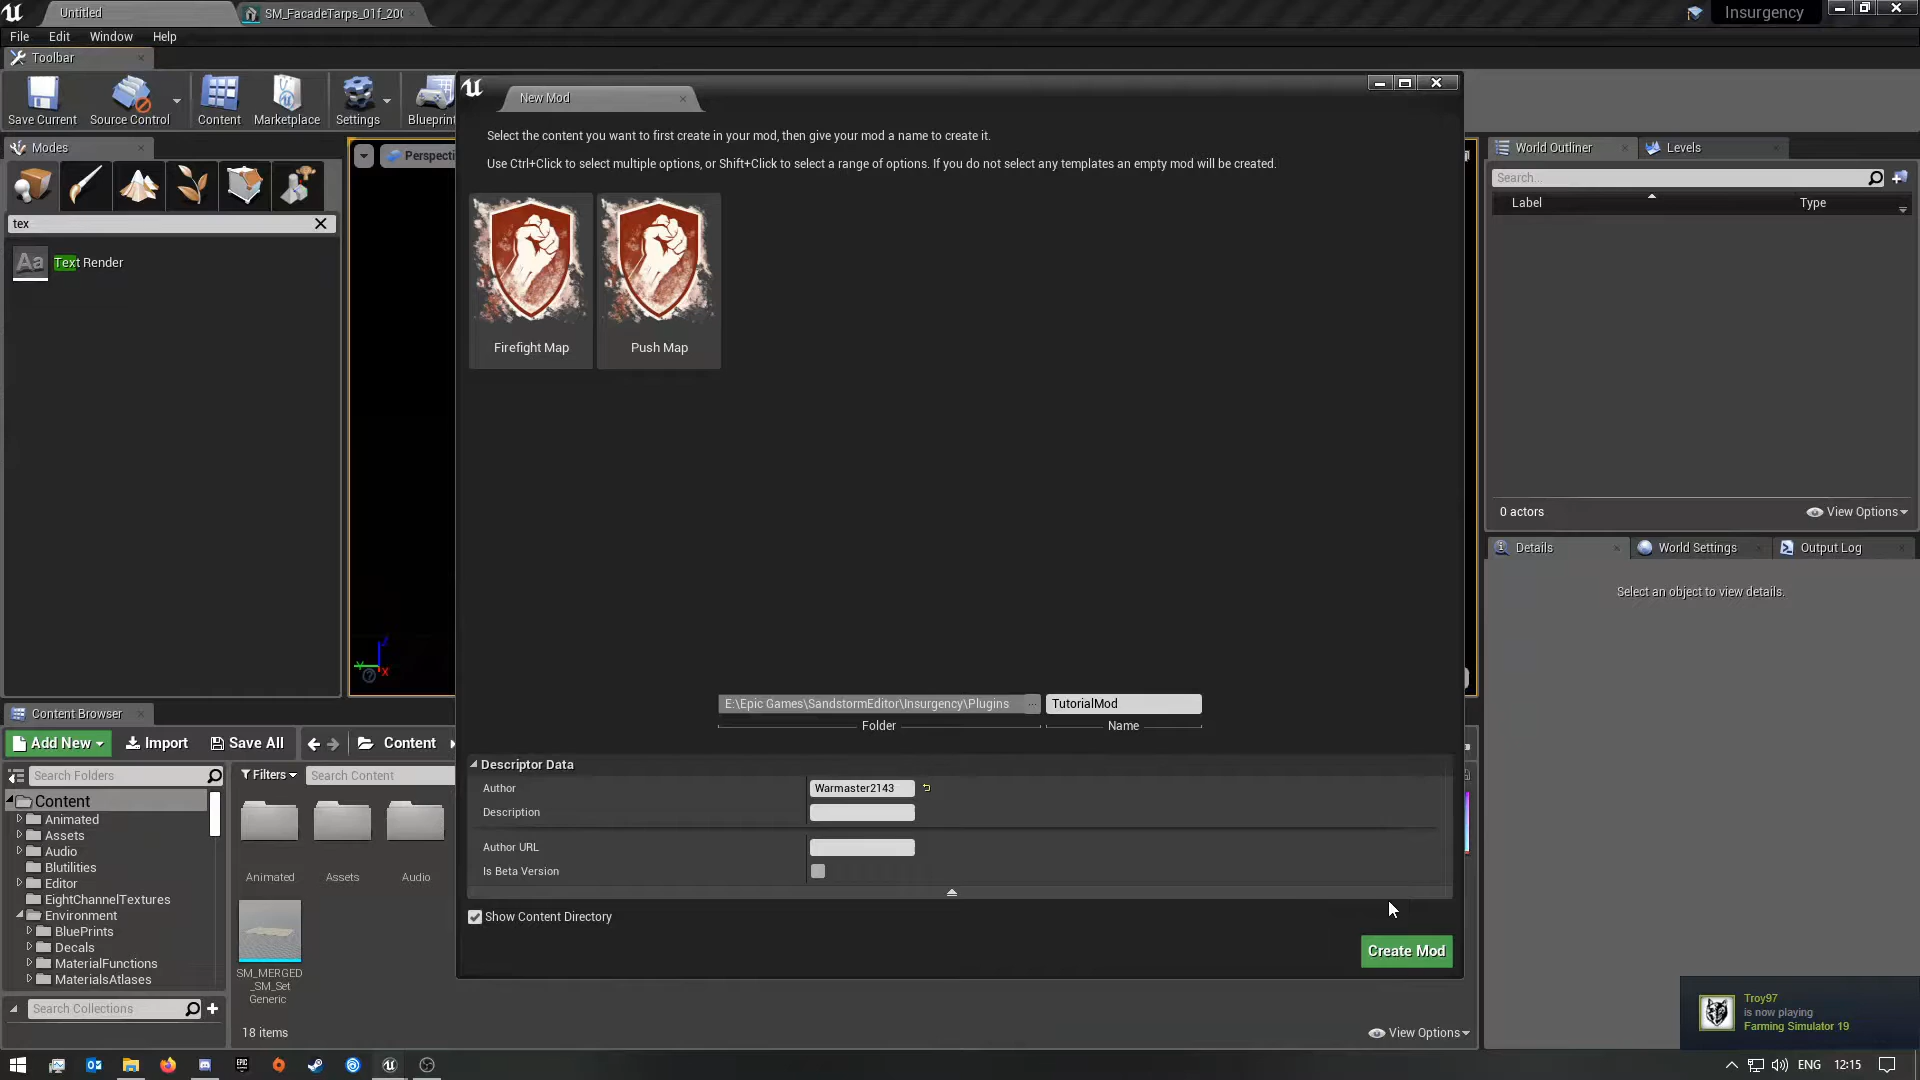 Untitled
SM_FacadeTarps_01f_20
Insurgency
File Edit Window Help
Toolbar
Save Current
Source Control
Content
Marketplace
Settings
Blueprint
Modes
tex
Text Render
Perspecti
New Mod
Select the content you want to first create in your mod, then give your mod a name to create it.
Use Ctrl+Click to select multiple options, or Shift+Click to select a range of options. If you do not select any templates an empty mod will be created.
Firefight Map
Push Map
E:\Epic Games\SandstormEditor\Insurgency\Plugins
...
TutorialMod
Folder
Name
Descriptor Data
Author
Warmaster2143
Description
Author URL
Is Beta Version
Show Content Directory
Create Mod
World Outliner
Levels
Search...
Label
Type
0 actors
View Options
Details
World Settings
Output Log
Select an object to view details.
Content Browser
Add New
Import
Save All
Content
Search Folders
Filters
Search Content
Content
Animated
Assets
Audio
Blutilities
Editor
EightChannelTextures
Environment
BluePrints
Decals
MaterialFunctions
MaterialsAtlases
Search Collections
Animated
Assets
Audio
SM_MERGED
_SM_Set
Generic
18 items
View Options
Troy97
is now playing
Farming Simulator 19
ENG
12:15